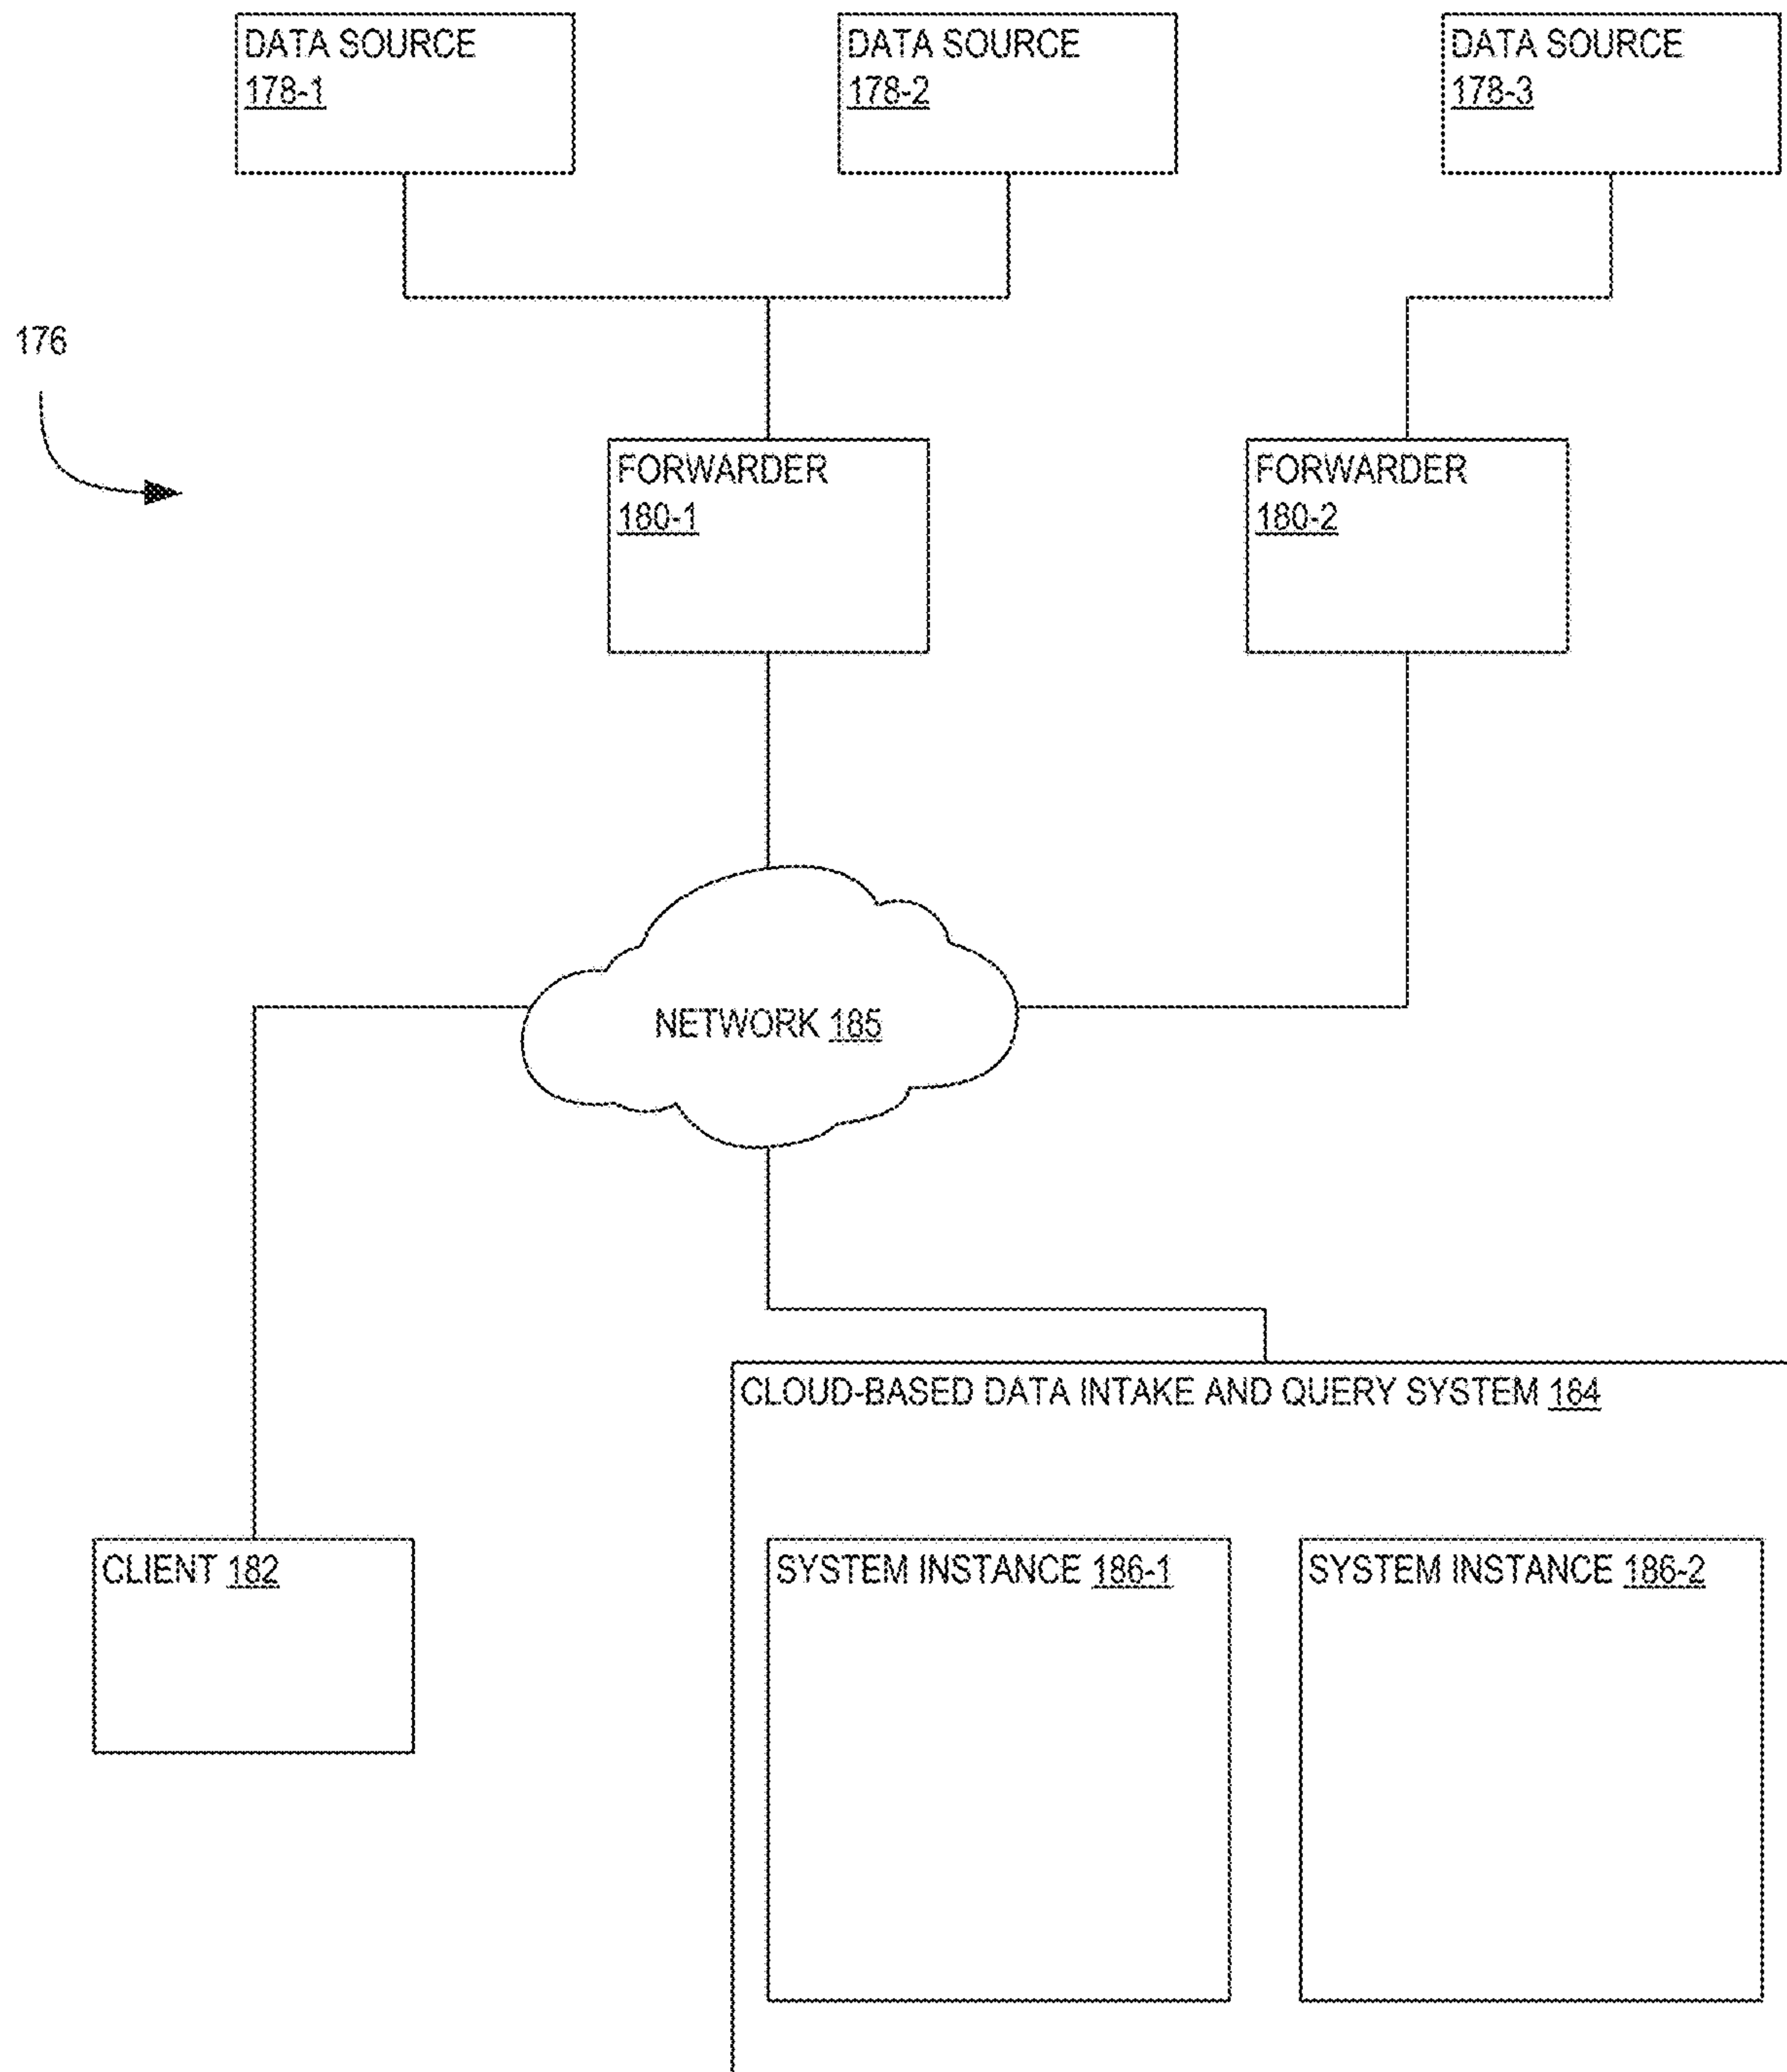 DATA SOURCE
178-1
DATA SOURCE
178-2
DATA SOURCE
178-3
176
FORWARDER
180-1
FORWARDER
180-2
NETWORK 185
CLOUD-BASED DATA INTAKE AND QUERY SYSTEM 184
CLIENT 182
SYSTEM INSTANCE 186-1
SYSTEM INSTANCE 186-2